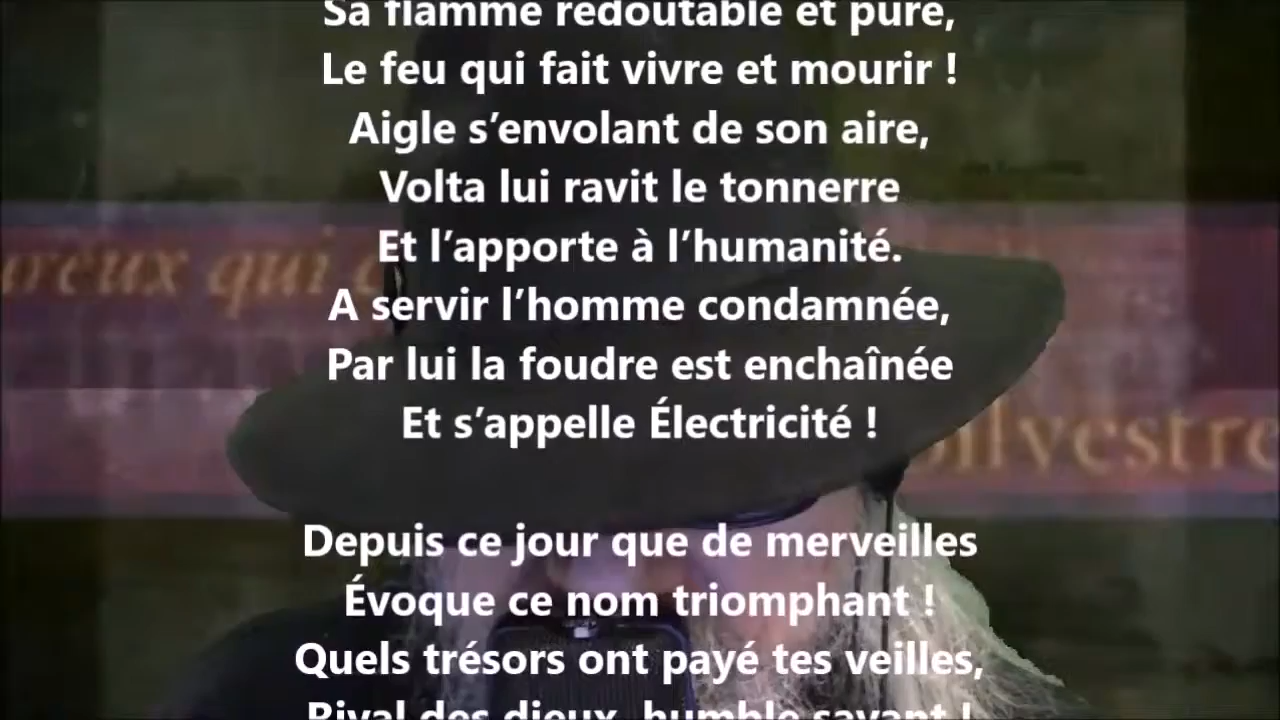 Sa flamme redoutable et pure,
Le feu qui fait vivre et mourir !
Aigle s’envolant de son aire,
Volta lui ravit le tonnerre
Et l’apporte à l’humanité.
A servir l’homme condamnée,
Par lui la foudre est enchaînée
Et s’appelle Électricité !
Depuis ce jour que de merveilles
Évoque ce nom triomphant !
Quels trésors ont payé tes veilles,
Rival des dieux, humble savant !
qui
Silvestre